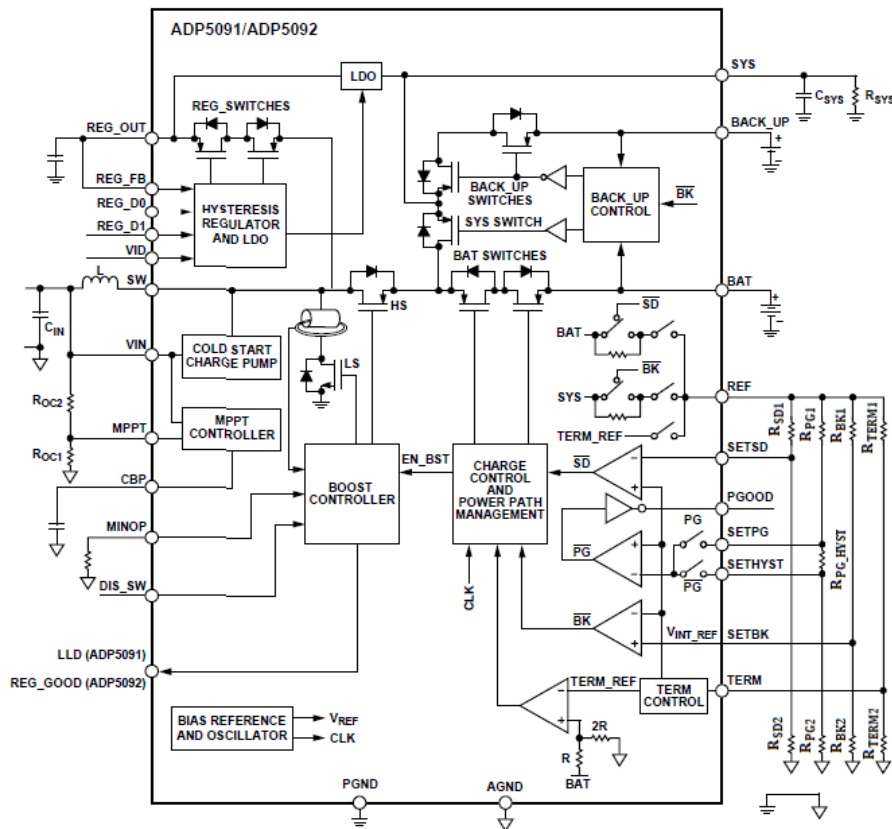 ADP5091/ADP5092
LDO
SYS
CSYS
RSYS
REG_SWITCHES
REG_OUT
CIN
BACK_UP
REG_FB
REG_D0
REG_D1
VID
HYSTERESIS
REGULATOR
AND LDO
BACK_UP
SWITCHES
SYS SWITCH
BACK_UP
CONTROL
BK
BAT SWITCHES
L
SW
HS
BAT
CIN
VIN
COLD START
CHARGE PUMP
LS
BAT
SD
SYS
BK
TERM_REF
REF
ROC2
MPPT
ROC1
MPPT
CONTROLLER
RSD1
RPG1
RBK1
RTERM1
CBP
BOOST
CONTROLLER
EN_BST
CHARGE
CONTROL
AND
POWER PATH
MANAGEMENT
SD
SETSD
PGOOD
MINOP
PG
PG
SETPG
SETHYST
PG
RPG_HYST
DIS_SW
CLK
BK
VINT_REF
SETBK
LLD (ADP5091)
REG_GOOD (ADP5092)
TERM_REF
TERM
CONTROL
TERM
BIAS REFERENCE
AND OSCILLATOR
VREF
CLK
2R
R
BAT
RSD2
RPG2
RBK2
RTERM2
PGND
AGND